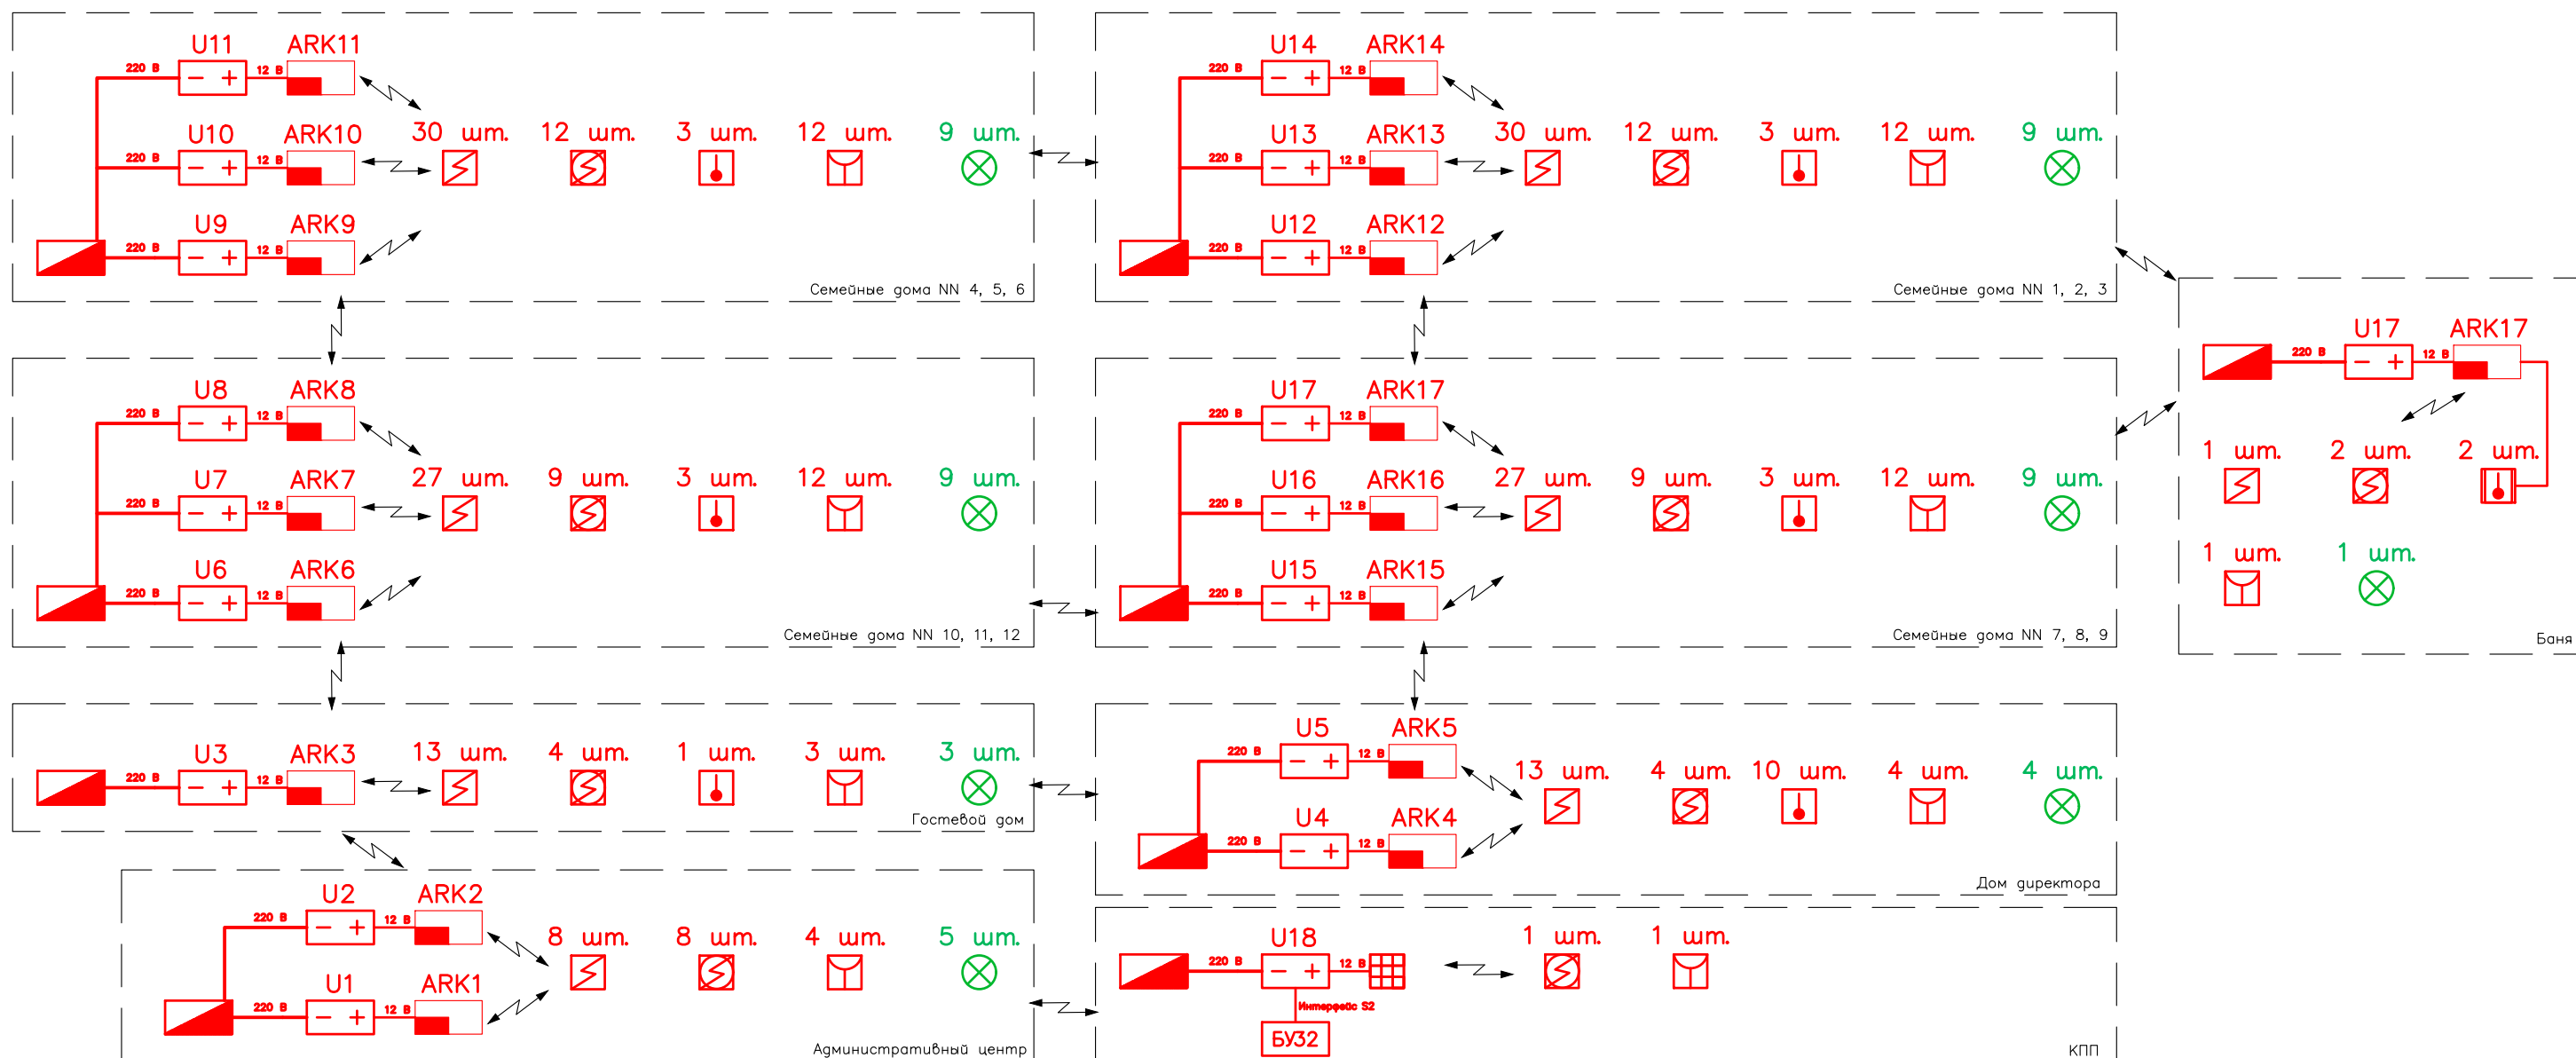 U11 ARK11
220 В 12 В
U10 ARK10 30 шт. 12 шт. 3 шт. 12 шт. 9 шт.
220 В 12 В
U9 ARK9
220 В 12 В
Семейные дома NN 4, 5, 6
U14 ARK14
220 В 12 В
U13 ARK13 30 шт. 12 шт. 3 шт. 12 шт. 9 шт.
220 В 12 В
U12 ARK12
220 В 12 В
Семейные дома NN 1, 2, 3
U17 ARK17
220 В 12 В
1 шт. 2 шт. 2 шт.
1 шт. 1 шт.
Баня
U8 ARK8
220 В 12 В
U7 ARK7 27 шт. 9 шт. 3 шт. 12 шт. 9 шт.
220 В 12 В
U6 ARK6
220 В 12 В
Семейные дома NN 10, 11, 12
U17 ARK17
220 В 12 В
U16 ARK16 27 шт. 9 шт. 3 шт. 12 шт. 9 шт.
220 В 12 В
U15 ARK15
220 В 12 В
Семейные дома NN 7, 8, 9
U3 ARK3 13 шт. 4 шт. 1 шт. 3 шт. 3 шт.
220 В 12 В
Гостевой дом
U5 ARK5
220 В 12 В
13 шт. 4 шт. 10 шт. 4 шт. 4 шт.
U4 ARK4
220 В 12 В
Дом директора
U2 ARK2
220 В 12 В
8 шт. 8 шт. 4 шт. 5 шт.
U1 ARK1
220 В 12 В
Административный центр
U18 1 шт. 1 шт.
220 В 12 В
Интерфейс S2
БУ32
КПП